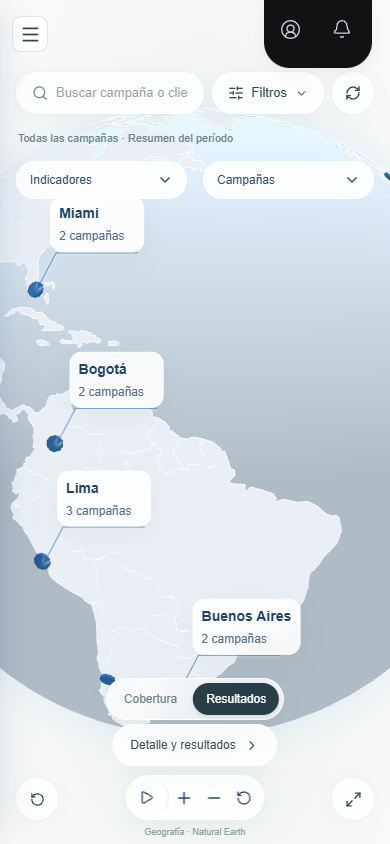 Buscar campaña o clie
Filtros
Todas las campañas · Resumen del período
Indicadores
Campañas
Miami
2 campañas
Bogotá
2 campañas
Lima
3 campañas
Buenos Aires
2 campañas
Cobertura
Resultados
Detalle y resultados
Geografía · Natural Earth